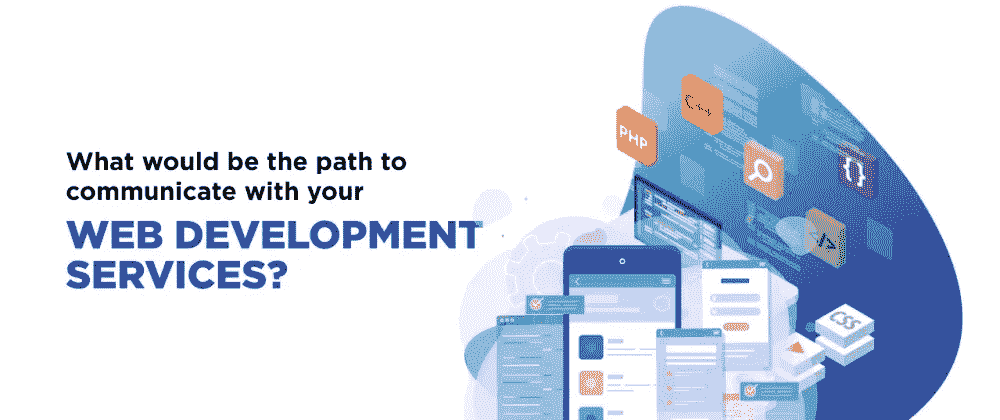 What would be the path to
communicate with your
WEB DEVELOPMENT
SERVICES?
C++
PHP
{}
</>
CSS